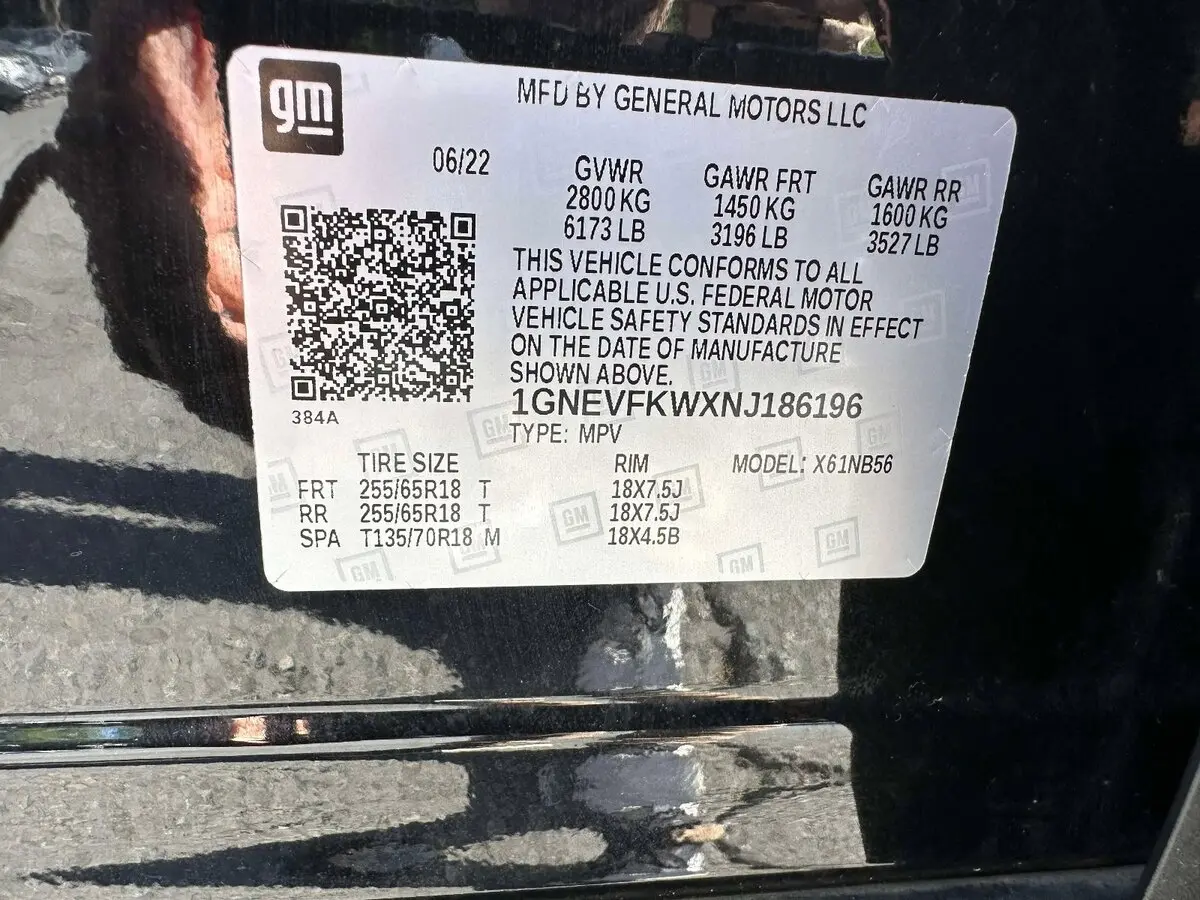 gm
MFD BY GENERAL MOTORS LLC
06/22
GVWR GAWR FRT GAWR RR
2800 KG 1450 KG 1600 KG
6173 LB 3196 LB 3527 LB
THIS VEHICLE CONFORMS TO ALL
APPLICABLE U.S. FEDERAL MOTOR
VEHICLE SAFETY STANDARDS IN EFFECT
ON THE DATE OF MANUFACTURE
SHOWN ABOVE.
384A
1GNEVFKWXNJ186196
TYPE: MPV
TIRE SIZE RIM MODEL: X61NB56
FRT 255/65R18 T 18X7.5J
RR 255/65R18 T 18X7.5J
SPA T135/70R18 M 18X4.5B